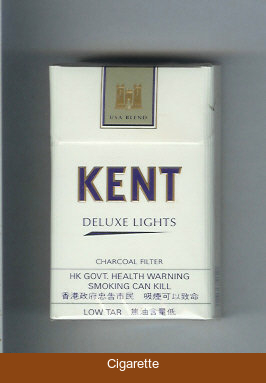 USA BLEND
KENT
DELUXE LIGHTS
CHARCOAL FILTER
HK GOVT. HEALTH WARNING
SMOKING CAN KILL
香港政府忠告市民 吸煙可以致命
LOW TAR 焦油含量低
Cigarette